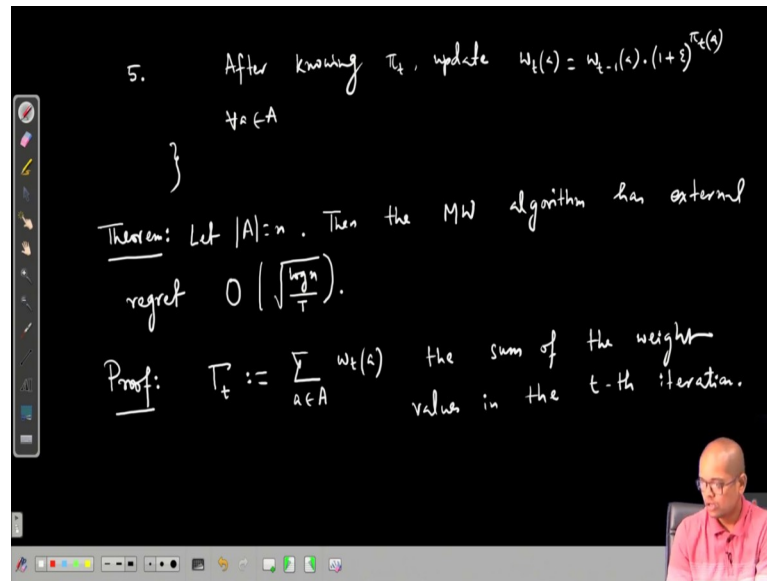 5. After knowing π_t, update w_t(a) = w_{t-1}(a)·(1+ε)^{π_t(a)}
∀a∈A
}
Theorem: Let |A|=n. Then the MW algorithm has external
regret O(√(log n / T)).
Proof: Γ_t := Σ_{a∈A} w_t(a) the sum of the weight
values in the t-th iteration.